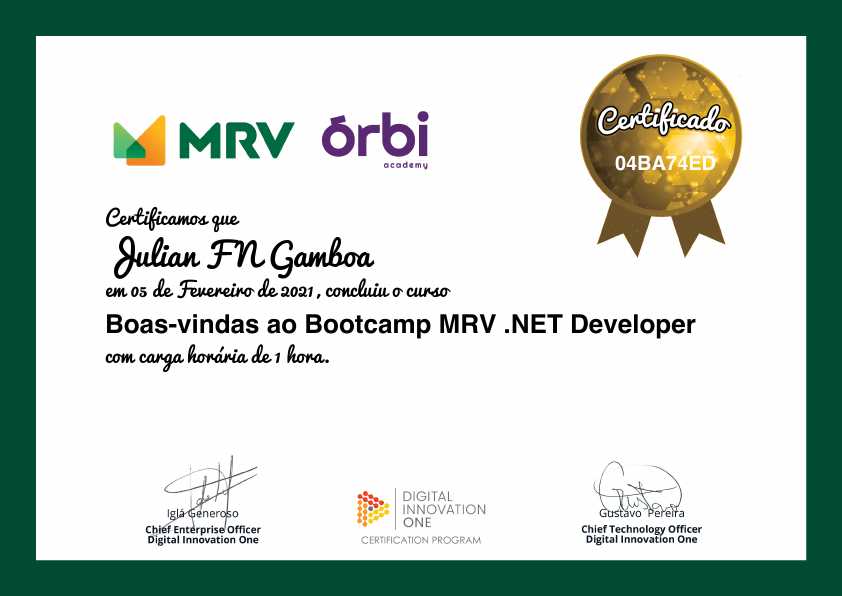 MRV
órbi
academy
Certificado
04BA74ED
Certificamos que
Julian FN Gamboa
em 05 de Fevereiro de 2021, concluiu o curso
Boas-vindas ao Bootcamp MRV .NET Developer
com carga horária de 1 hora.
Iglá Generoso
Chief Enterprise Officer
Digital Innovation One
DIGITAL
INNOVATION
ONE
CERTIFICATION PROGRAM
Gustavo Pereira
Chief Technology Officer
Digital Innovation One